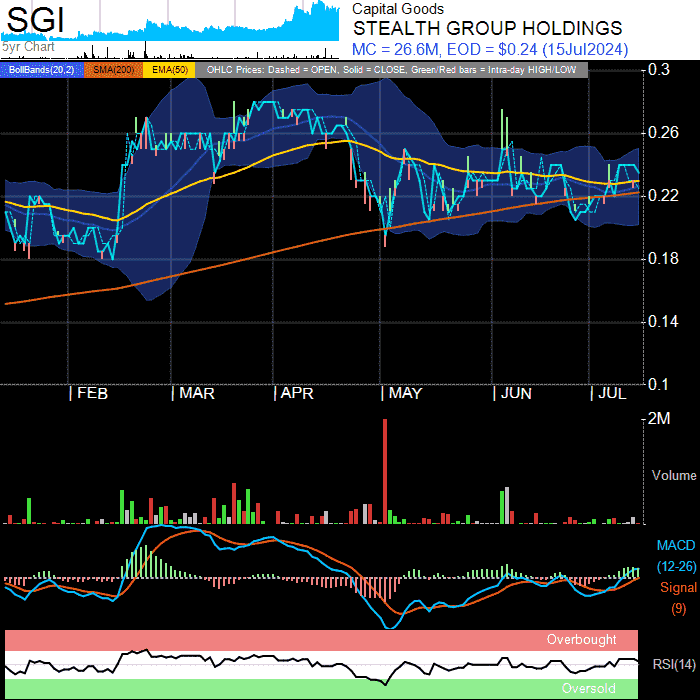 SGI
5yr Chart
Capital Goods
STEALTH GROUP HOLDINGS
MC = 26.6M, EOD = $0.24 (15Jul2024)
BollBands(20,2) SMA(200) EMA(50) OHLC Prices: Dashed = OPEN, Solid = CLOSE, Green/Red bars = Intra-day HIGH/LOW
0.3
0.26
0.22
0.18
0.14
0.1
| FEB | MAR | APR | MAY | JUN | JUL
2M
Volume
MACD
(12-26)
Signal
(9)
Overbought
RSI(14)
Oversold